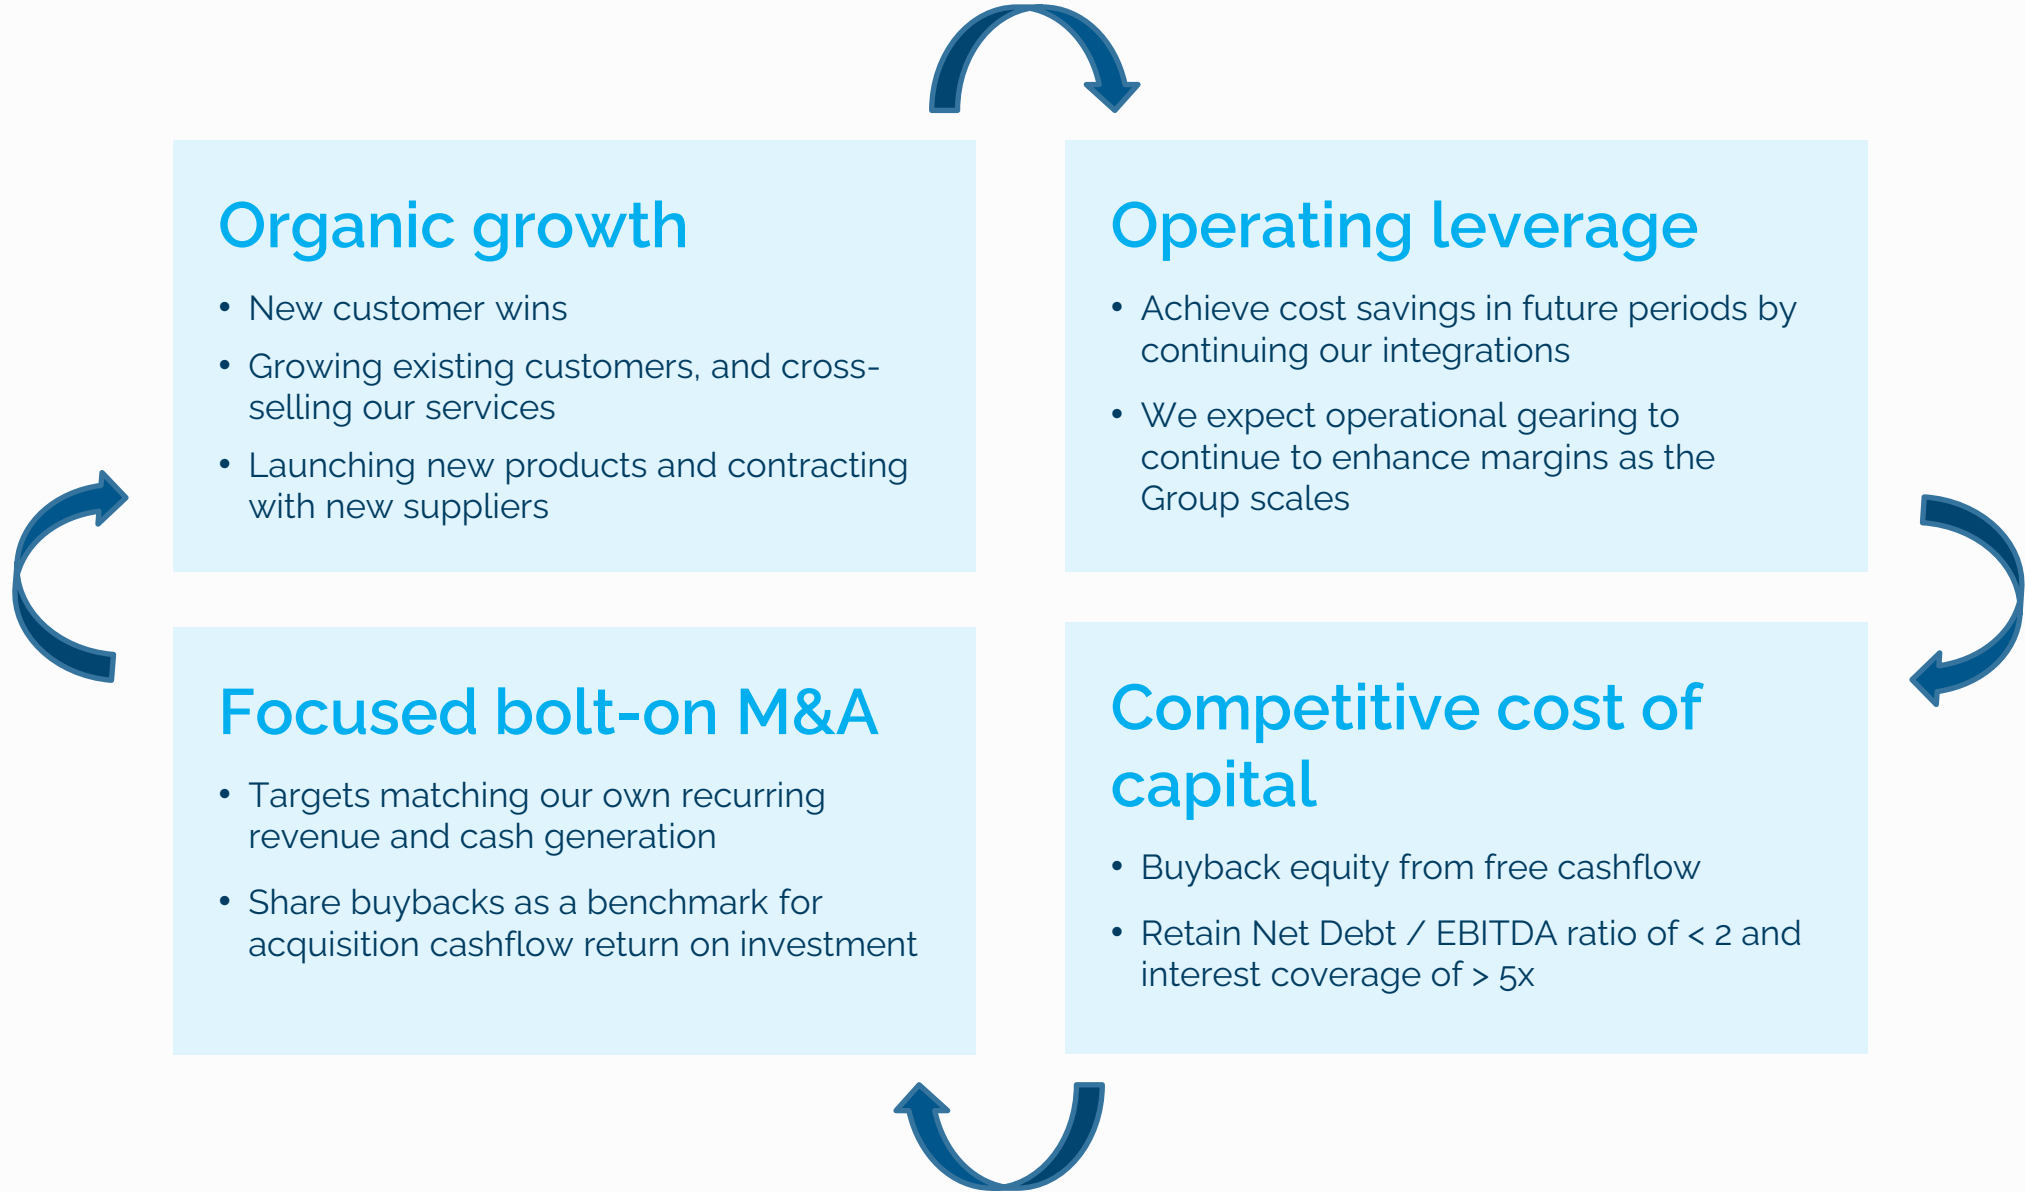 Organic growth
• New customer wins
• Growing existing customers, and cross-
selling our services
• Launching new products and contracting
with new suppliers
Operating leverage
• Achieve cost savings in future periods by
continuing our integrations
• We expect operational gearing to
continue to enhance margins as the
Group scales
Focused bolt-on M&A
• Targets matching our own recurring
revenue and cash generation
• Share buybacks as a benchmark for
acquisition cashflow return on investment
Competitive cost of
capital
• Buyback equity from free cashflow
• Retain Net Debt / EBITDA ratio of < 2 and
interest coverage of > 5x